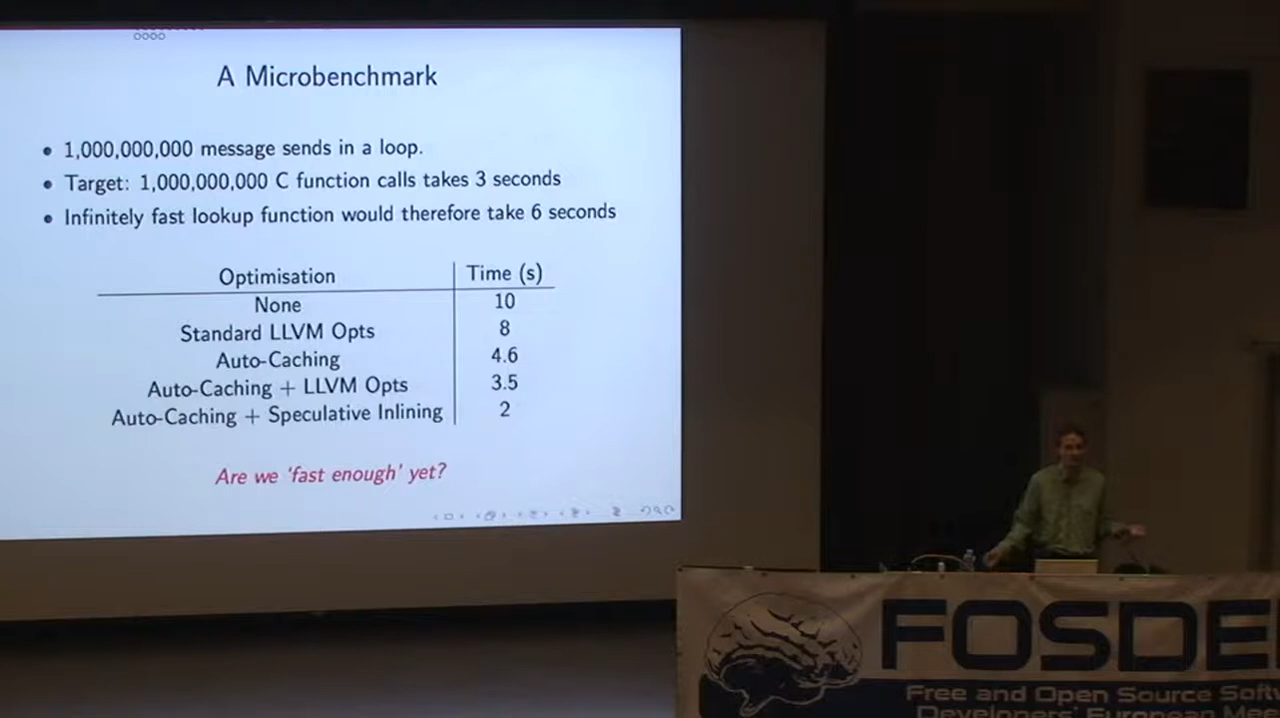 A Microbenchmark
• 1,000,000,000 message sends in a loop.
• Target: 1,000,000,000 C function calls takes 3 seconds
• Infinitely fast lookup function would therefore take 6 seconds
Optimisation Time (s)
None 10
Standard LLVM Opts 8
Auto-Caching 4.6
Auto-Caching + LLVM Opts 3.5
Auto-Caching + Speculative Inlining 2
Are we 'fast enough' yet?
FOSDE
Free and Open Source Soft
Developers' European Mee